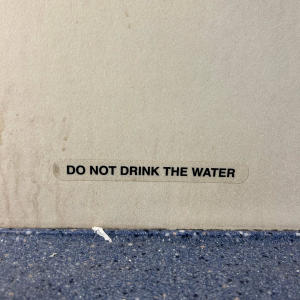 DO NOT DRINK THE WATER